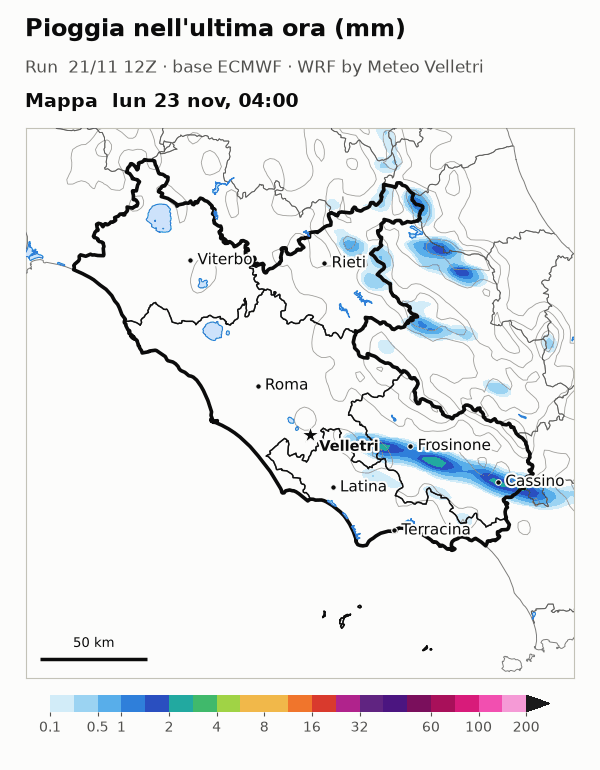 Pioggia nell'ultima ora (mm)
Run 21/11 12Z · base ECMWF · WRF by Meteo Velletri
Mappa lun 23 nov, 04:00
Viterbo
Rieti
Roma
Velletri
Frosinone
Latina
Cassino
Terracina
50 km
0.1 0.5 1 2 4 8 16 32 60 100 200